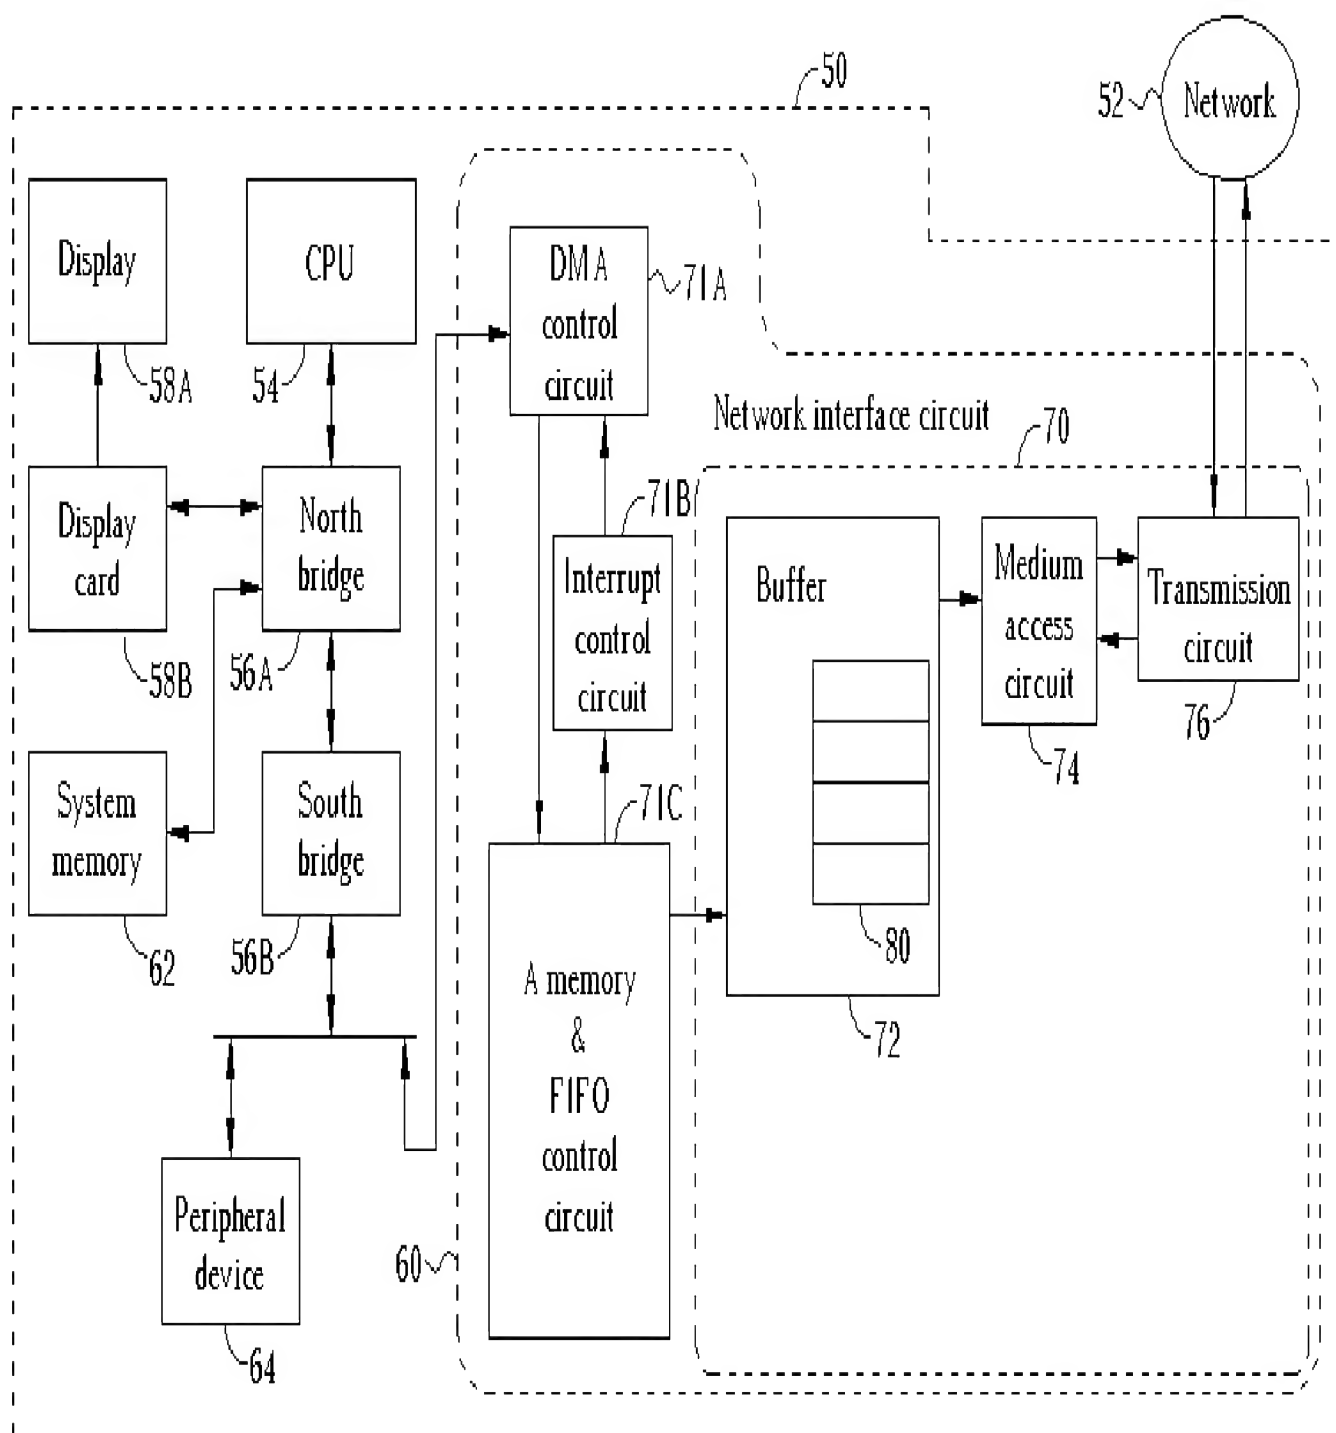 50
52
Network
Display
CPU
DMA
control
circuit
71A
58A
54
Network interface circuit
70
71B
Display
card
North
bridge
Interrupt
control
circuit
Buffer
Medium
access
circuit
Transmission
circuit
58B
56A
76
74
System
memory
South
bridge
71C
62
56B
80
A memory
&
FIFO
control
circuit
72
Peripheral
device
60
64